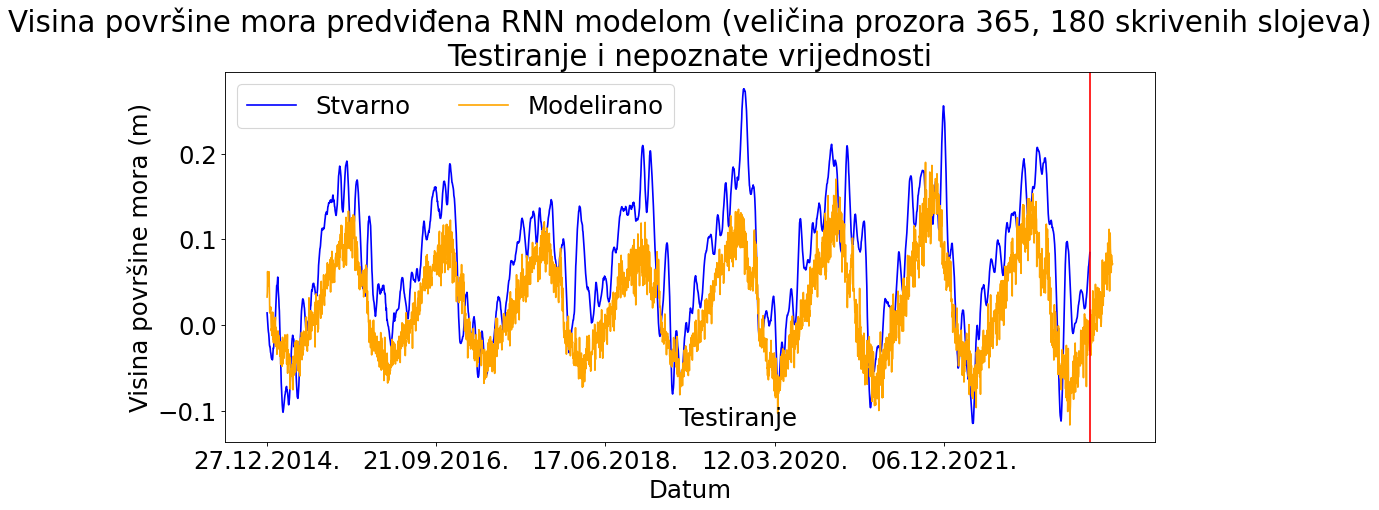 Visina površine mora predviđena RNN modelom (veličina prozora 365, 180 skrivenih slojeva)
Testiranje i nepoznate vrijednosti
Stvarno Modelirano
Visina površine mora (m)
0.2
0.1
0.0
−0.1
Testiranje
27.12.2014. 21.09.2016. 17.06.2018. 12.03.2020. 06.12.2021.
Datum